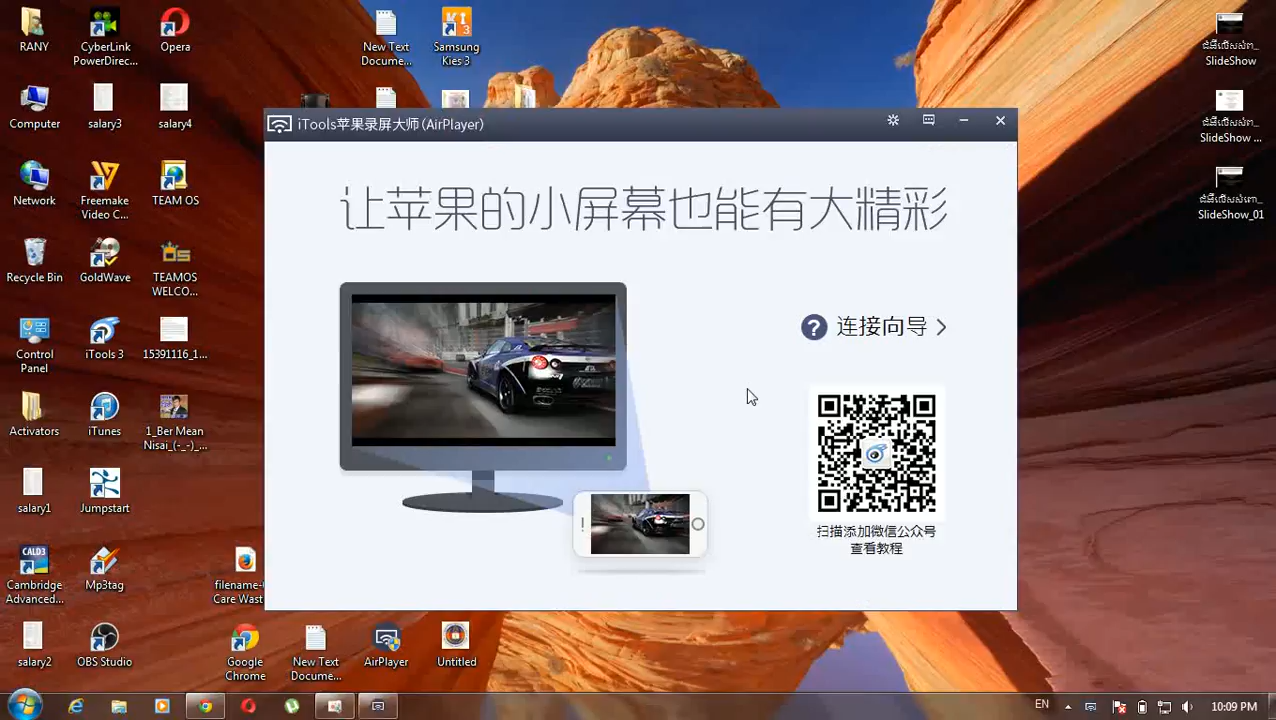 RANY
CyberLink
PowerDirec...
Opera
New Text
Docume...
Samsung
Kies 3
SlideShow
Computer
salary3
salary4
iTools苹果录屏大师(AirPlayer)
SlideShow...
让苹果的小屏幕也能有大精彩
Network
Freemake
Video C...
TEAM OS
SlideShow_01
Recycle Bin
GoldWave
TEAMOS
WELCO...
连接向导
Control
Panel
iTools 3
15391116_1...
Activators
iTunes
1_Ber Mean
Nisai_(-_-)_...
salary1
Jumpstart
扫描添加微信公众号
查看教程
CALD3
Cambridge
Advanced...
Mp3tag
filename-
Care Wast
salary2
OBS Studio
Google
Chrome
New Text
Docume...
AirPlayer
Untitled
EN
10:09 PM